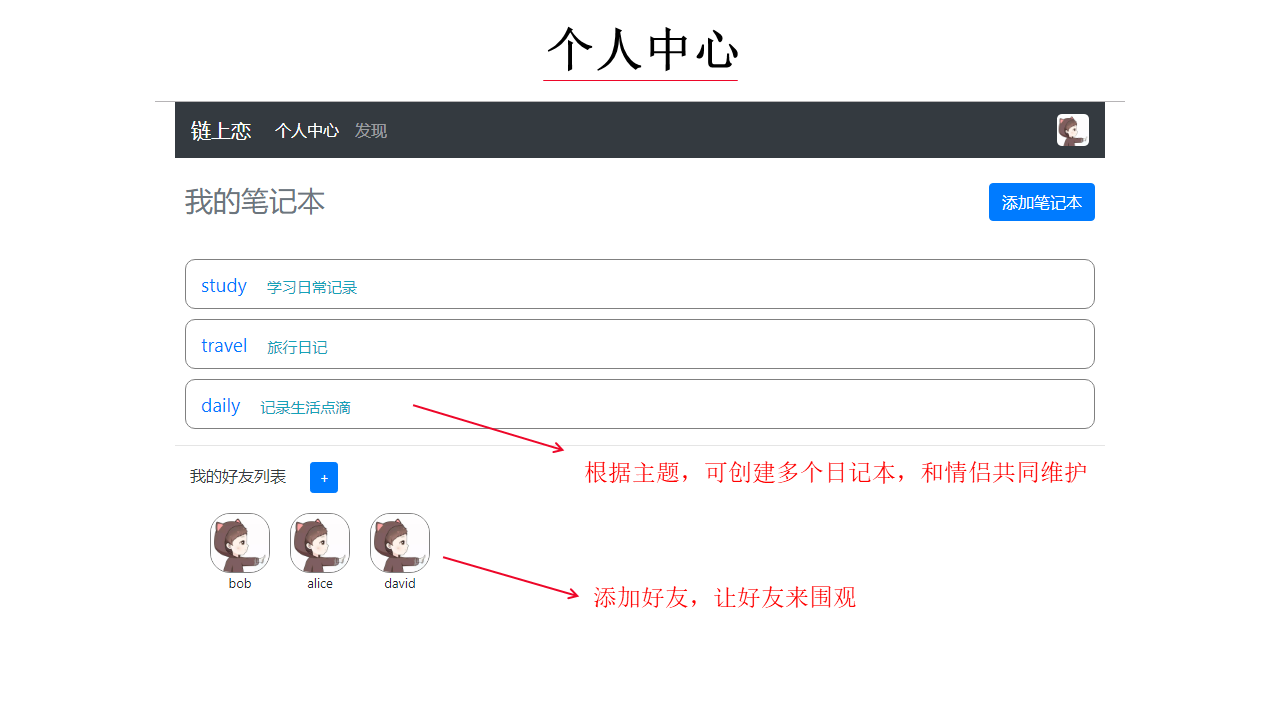 个人中心
链上恋 个人中心 发现
我的笔记本 添加笔记本
study 学习日常记录
travel 旅行日记
daily 记录生活点滴
根据主题，可创建多个日记本，和情侣共同维护
我的好友列表 +
bob alice david
添加好友，让好友来围观